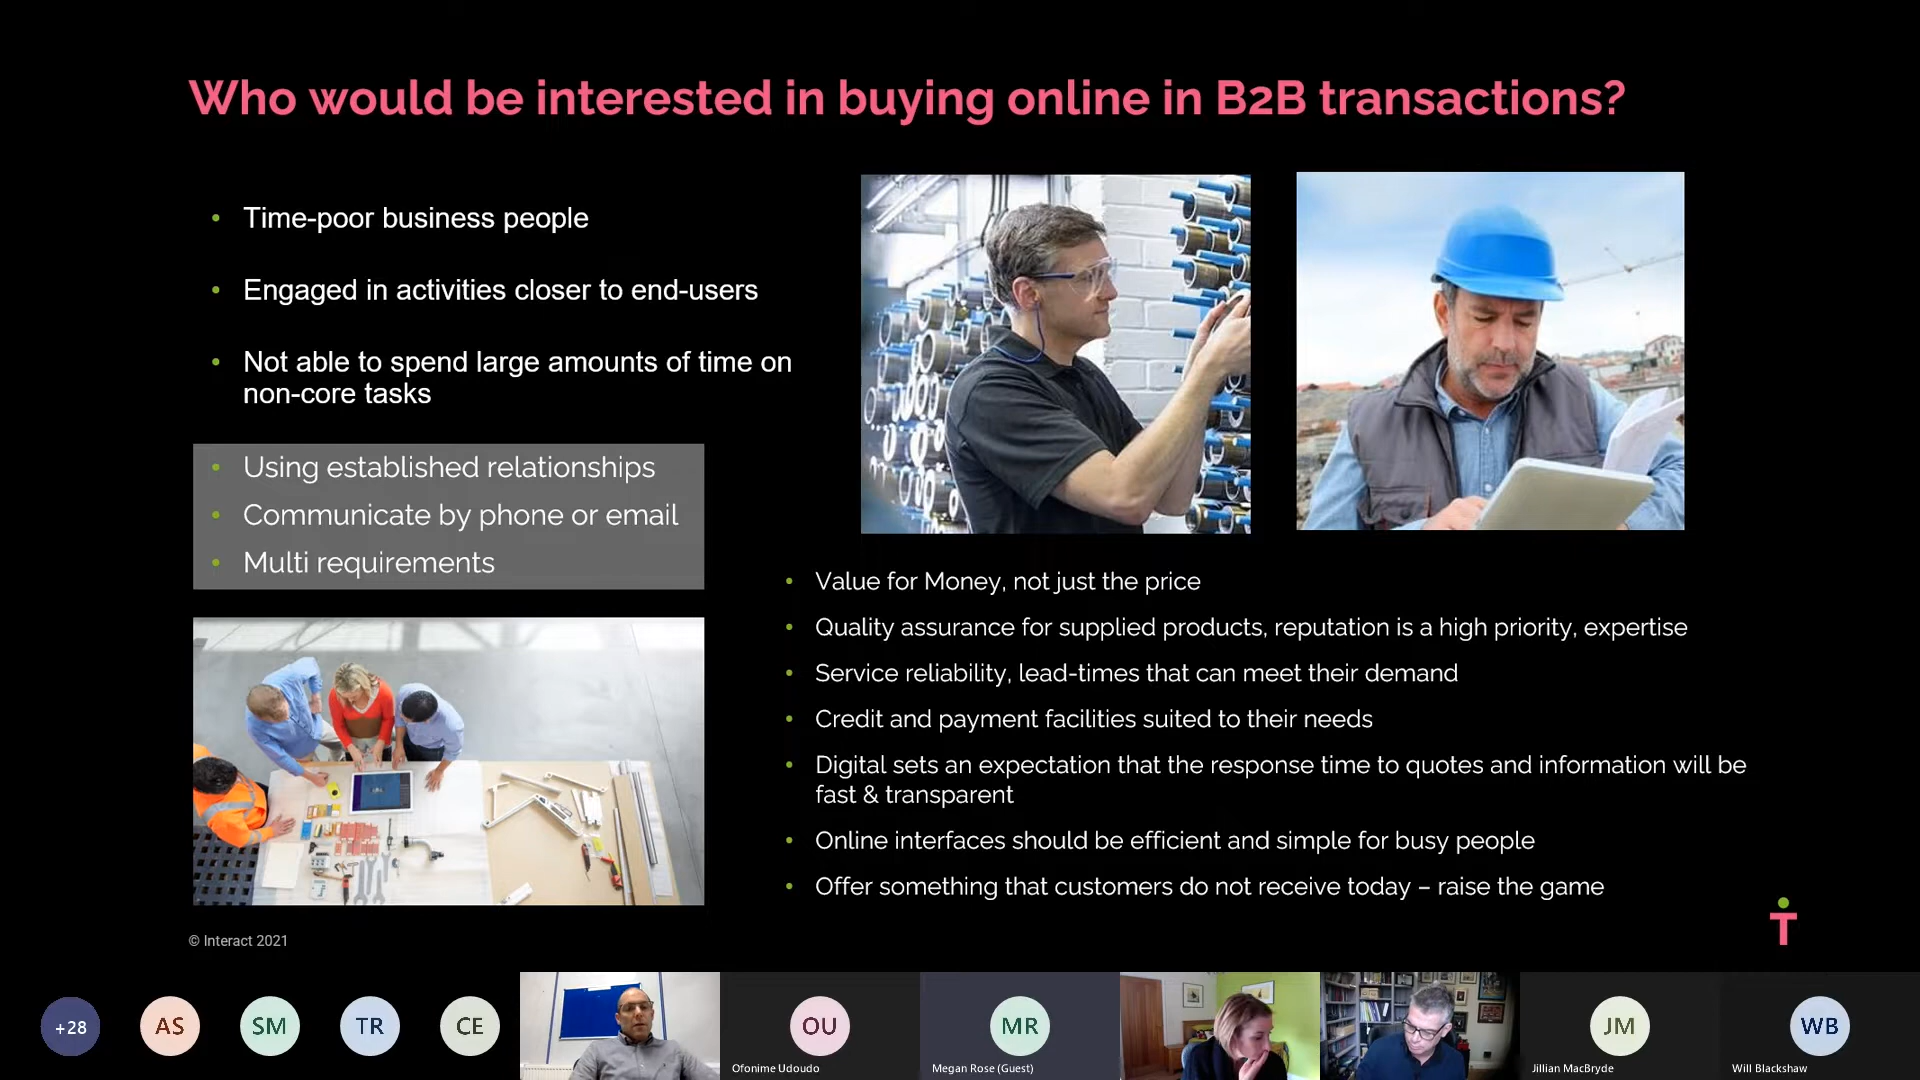 Who would be interested in buying online in B2B transactions?
• Time-poor business people
• Engaged in activities closer to end-users
• Not able to spend large amounts of time on
non-core tasks
• Using established relationships
• Communicate by phone or email
• Multi requirements
• Value for Money, not just the price
• Quality assurance for supplied products, reputation is a high priority, expertise
• Service reliability, lead-times that can meet their demand
• Credit and payment facilities suited to their needs
• Digital sets an expectation that the response time to quotes and information will be
fast & transparent
• Online interfaces should be efficient and simple for busy people
• Offer something that customers do not receive today – raise the game
© Interact 2021
+28
AS
SM
TR
CE
OU
Ofonime Udoudo
MR
Megan Rose (Guest)
JM
Jillian MacBryde
WB
Will Blackshaw